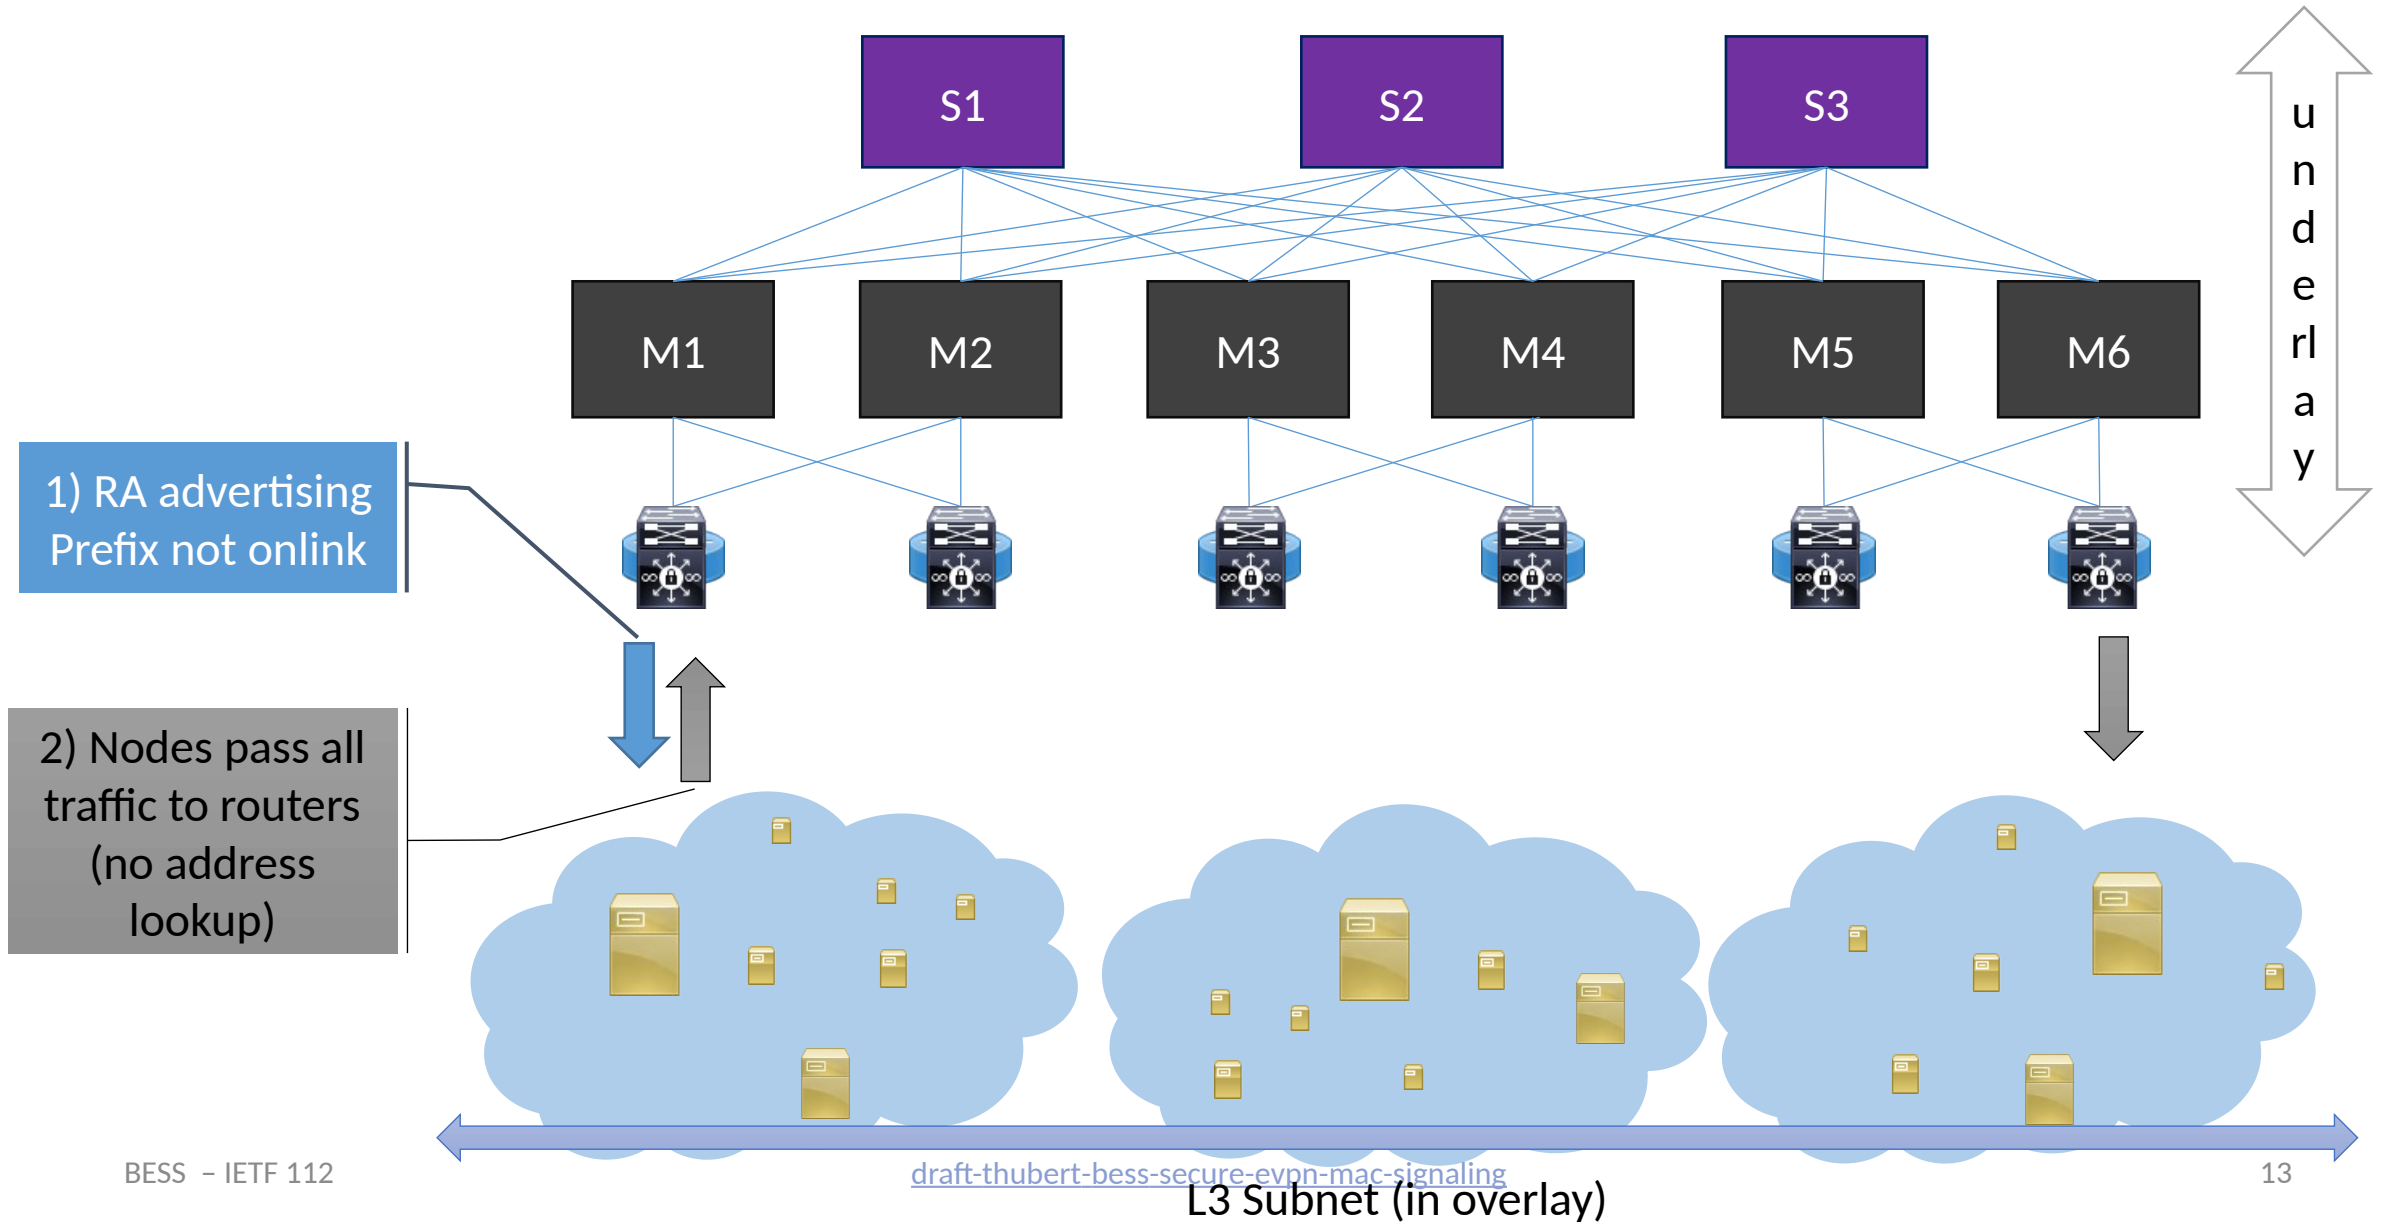 S1
S2
S3
u
n
d
e
rl
a
y
M1
M2
M3
M4
M5
M6
1) RA advertising
Prefix not onlink
2) Nodes pass all
traffic to routers
(no address
lookup)
BESS – IETF 112
draft-thubert-bess-secure-evpn-mac-signaling
13
L3 Subnet (in overlay)